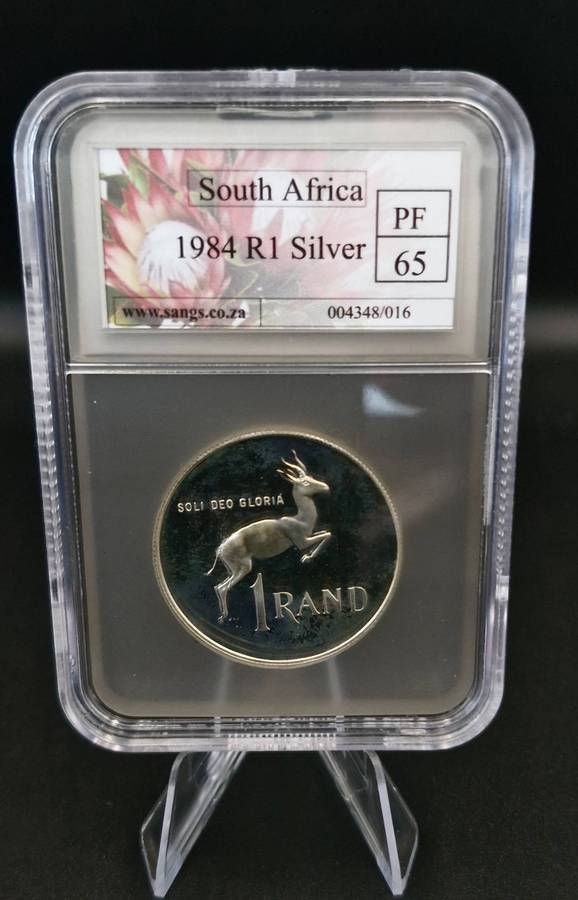 South Africa
1984 R1 Silver
PF
65
www.sangs.co.za
004348/016
SOLI DEO GLORIA
1 RAND